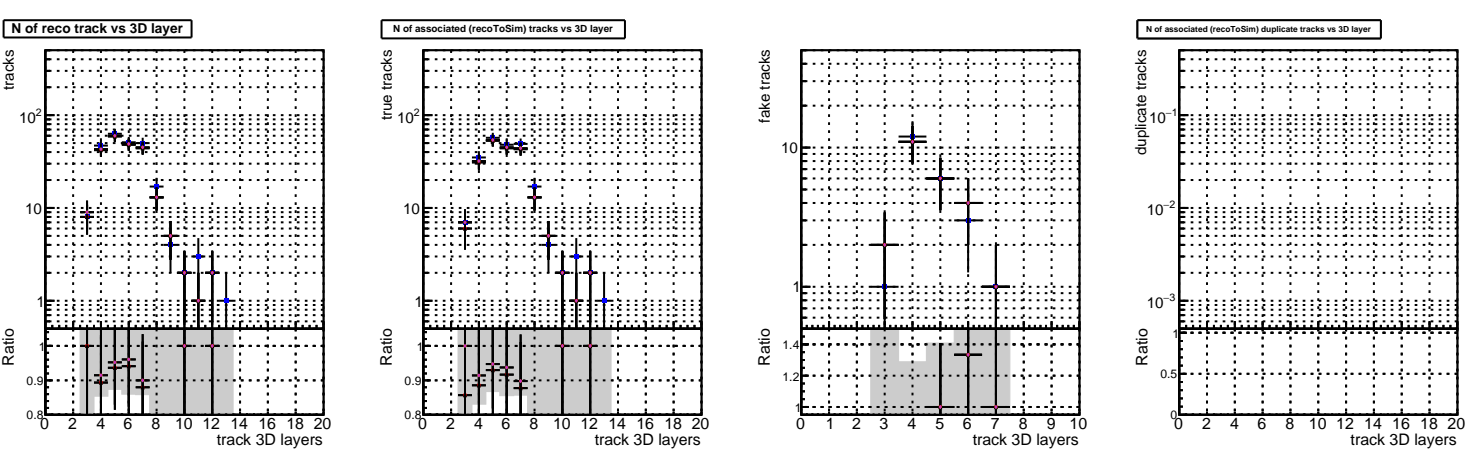 N of reco track vs 3D layer
tracks
10²
10
1
Ratio
1
0.9
0.8
0 2 4 6 8 10 12 14 16 18 20
track 3D layers
N of associated (recoToSim) tracks vs 3D layer
true tracks
10²
10
1
Ratio
1
0.9
0.8
0 2 4 6 8 10 12 14 16 18 20
track 3D layers
fake tracks
10
1
Ratio
1.4
1.2
1
0 1 2 3 4 5 6 7 8 9 10
track 3D layers
N of associated (recoToSim) duplicate tracks vs 3D layer
duplicate tracks
10⁻¹
10⁻²
10⁻³
Ratio
1
0.5
0
0 2 4 6 8 10 12 14 16 18 20
track 3D layers